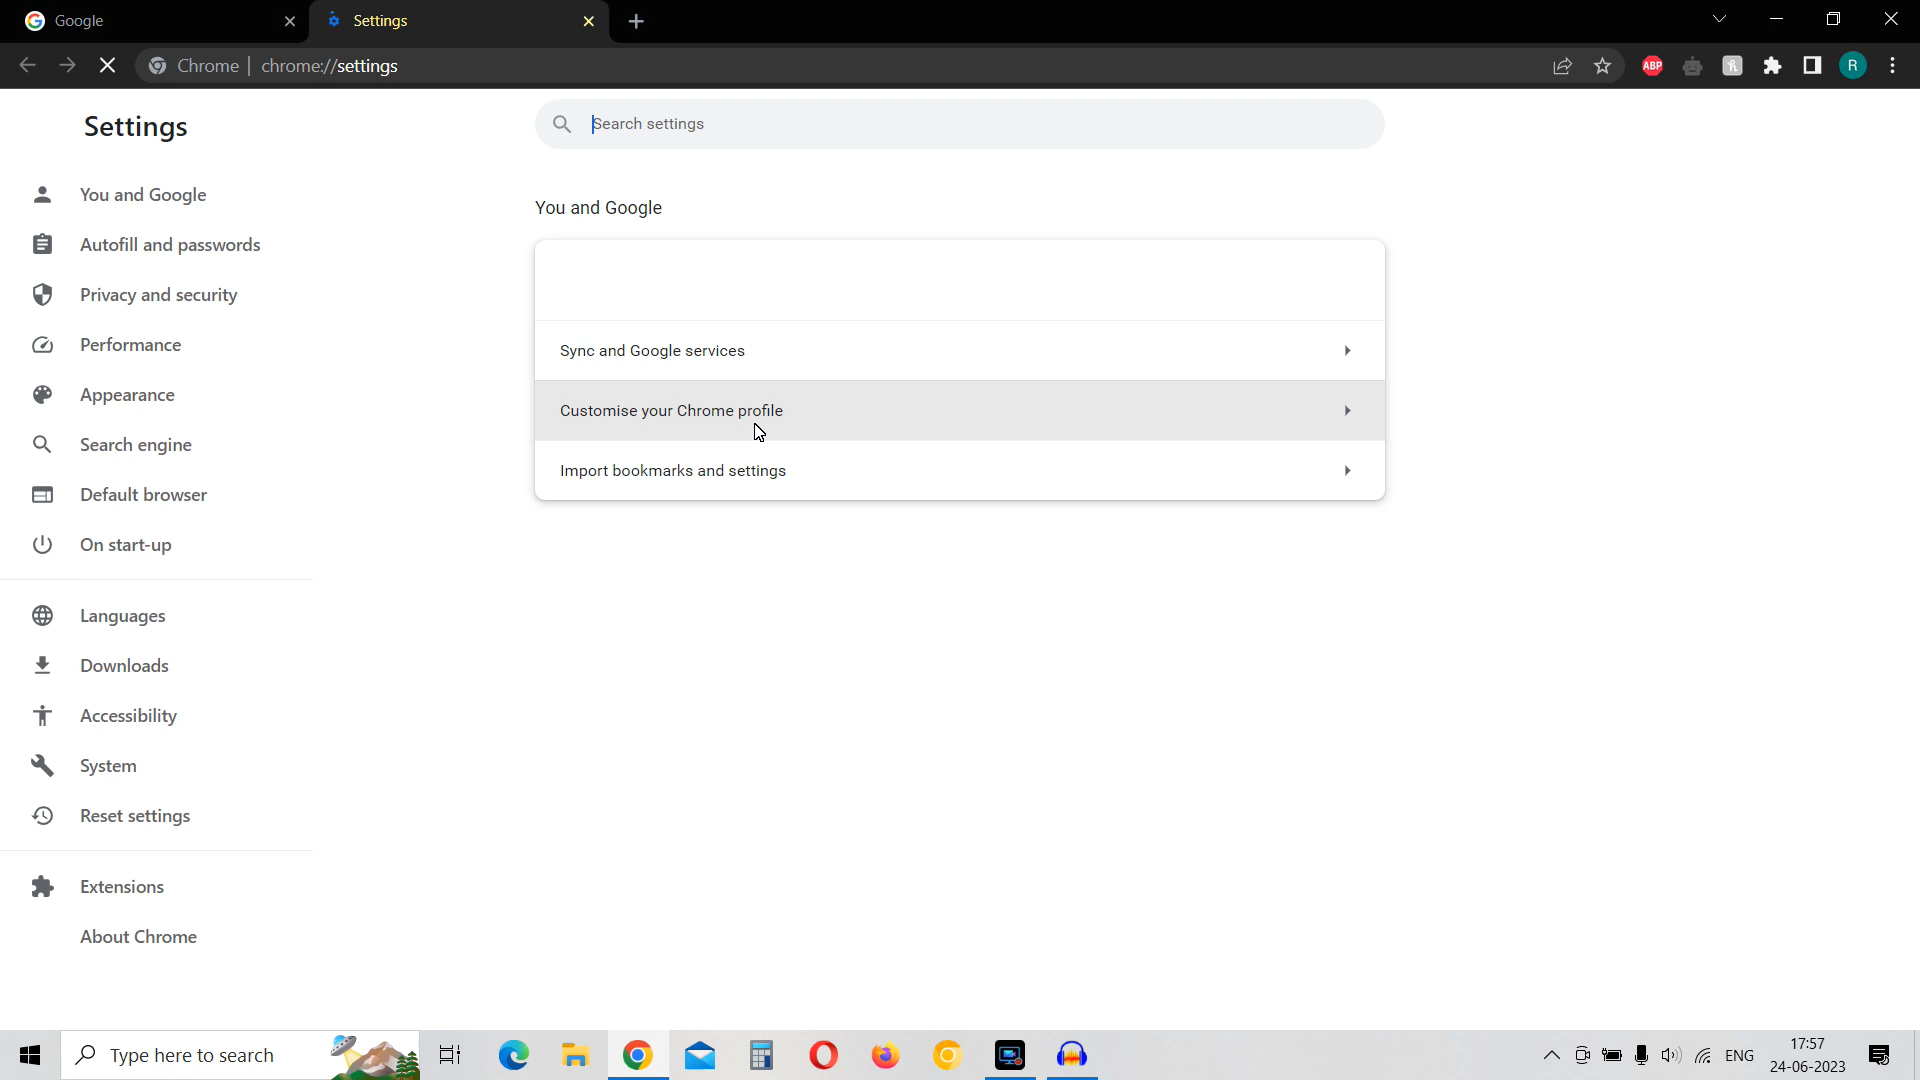 Google
Settings
Chrome | chrome://settings
ABP
R
Settings
Search settings
You and Google
Autofill and passwords
Privacy and security
Performance
Appearance
Search engine
Default browser
On start-up
Languages
Downloads
Accessibility
System
Reset settings
Extensions
About Chrome
You and Google
Sync and Google services
Customise your Chrome profile
Import bookmarks and settings
Type here to search
ENG
17:57
24-06-2023